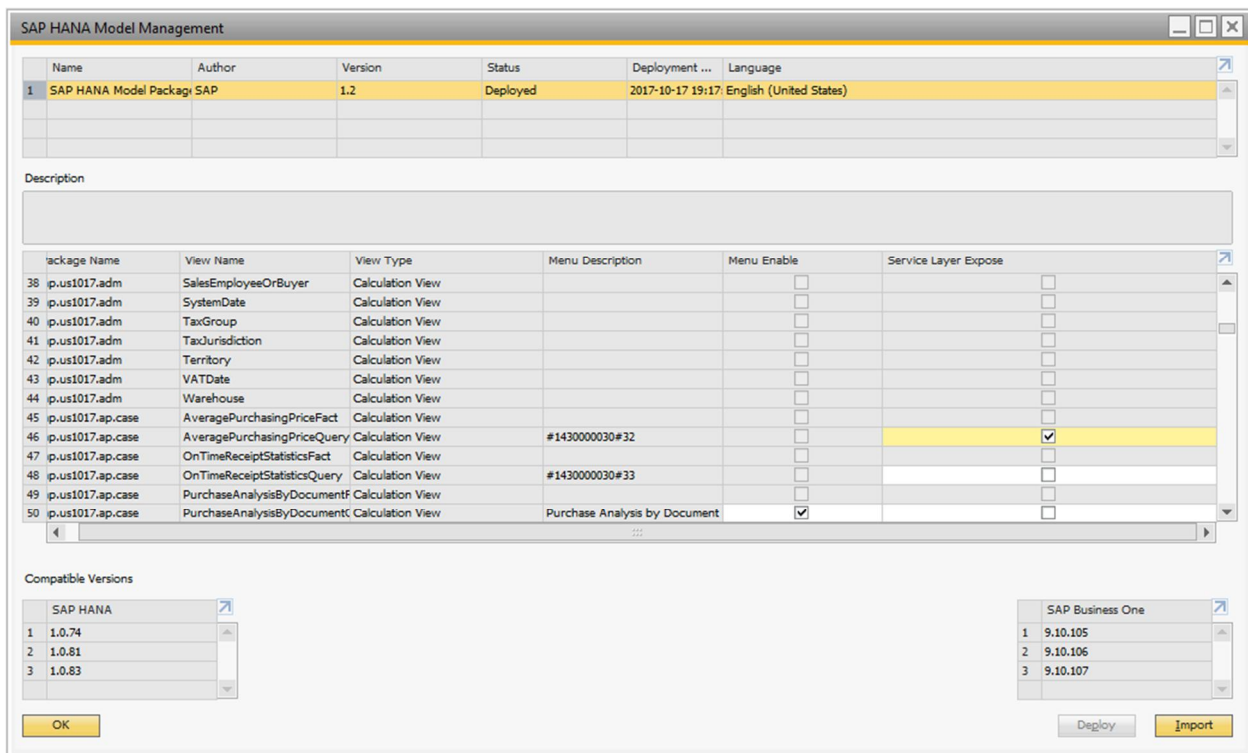 SAP HANA Model Management
Name Author Version Status Deployment ... Language
1 SAP HANA Model Packag SAP 1.2 Deployed 2017-10-17 19:17: English (United States)
Description
ackage Name View Name View Type Menu Description Menu Enable Service Layer Expose
38 p.us1017.adm SalesEmployeeOrBuyer Calculation View
39 p.us1017.adm SystemDate Calculation View
40 p.us1017.adm TaxGroup Calculation View
41 p.us1017.adm TaxJurisdiction Calculation View
42 p.us1017.adm Territory Calculation View
43 p.us1017.adm VATDate Calculation View
44 p.us1017.adm Warehouse Calculation View
45 p.us1017.ap.case AveragePurchasingPriceFact Calculation View
46 p.us1017.ap.case AveragePurchasingPriceQuery Calculation View #1430000030#32
47 p.us1017.ap.case OnTimeReceiptStatisticsFact Calculation View
48 p.us1017.ap.case OnTimeReceiptStatisticsQuery Calculation View #1430000030#33
49 p.us1017.ap.case PurchaseAnalysisByDocumentF Calculation View
50 p.us1017.ap.case PurchaseAnalysisByDocumentQ Calculation View Purchase Analysis by Document
Compatible Versions
SAP HANA
1 1.0.74
2 1.0.81
3 1.0.83
SAP Business One
1 9.10.105
2 9.10.106
3 9.10.107
OK Deploy Import